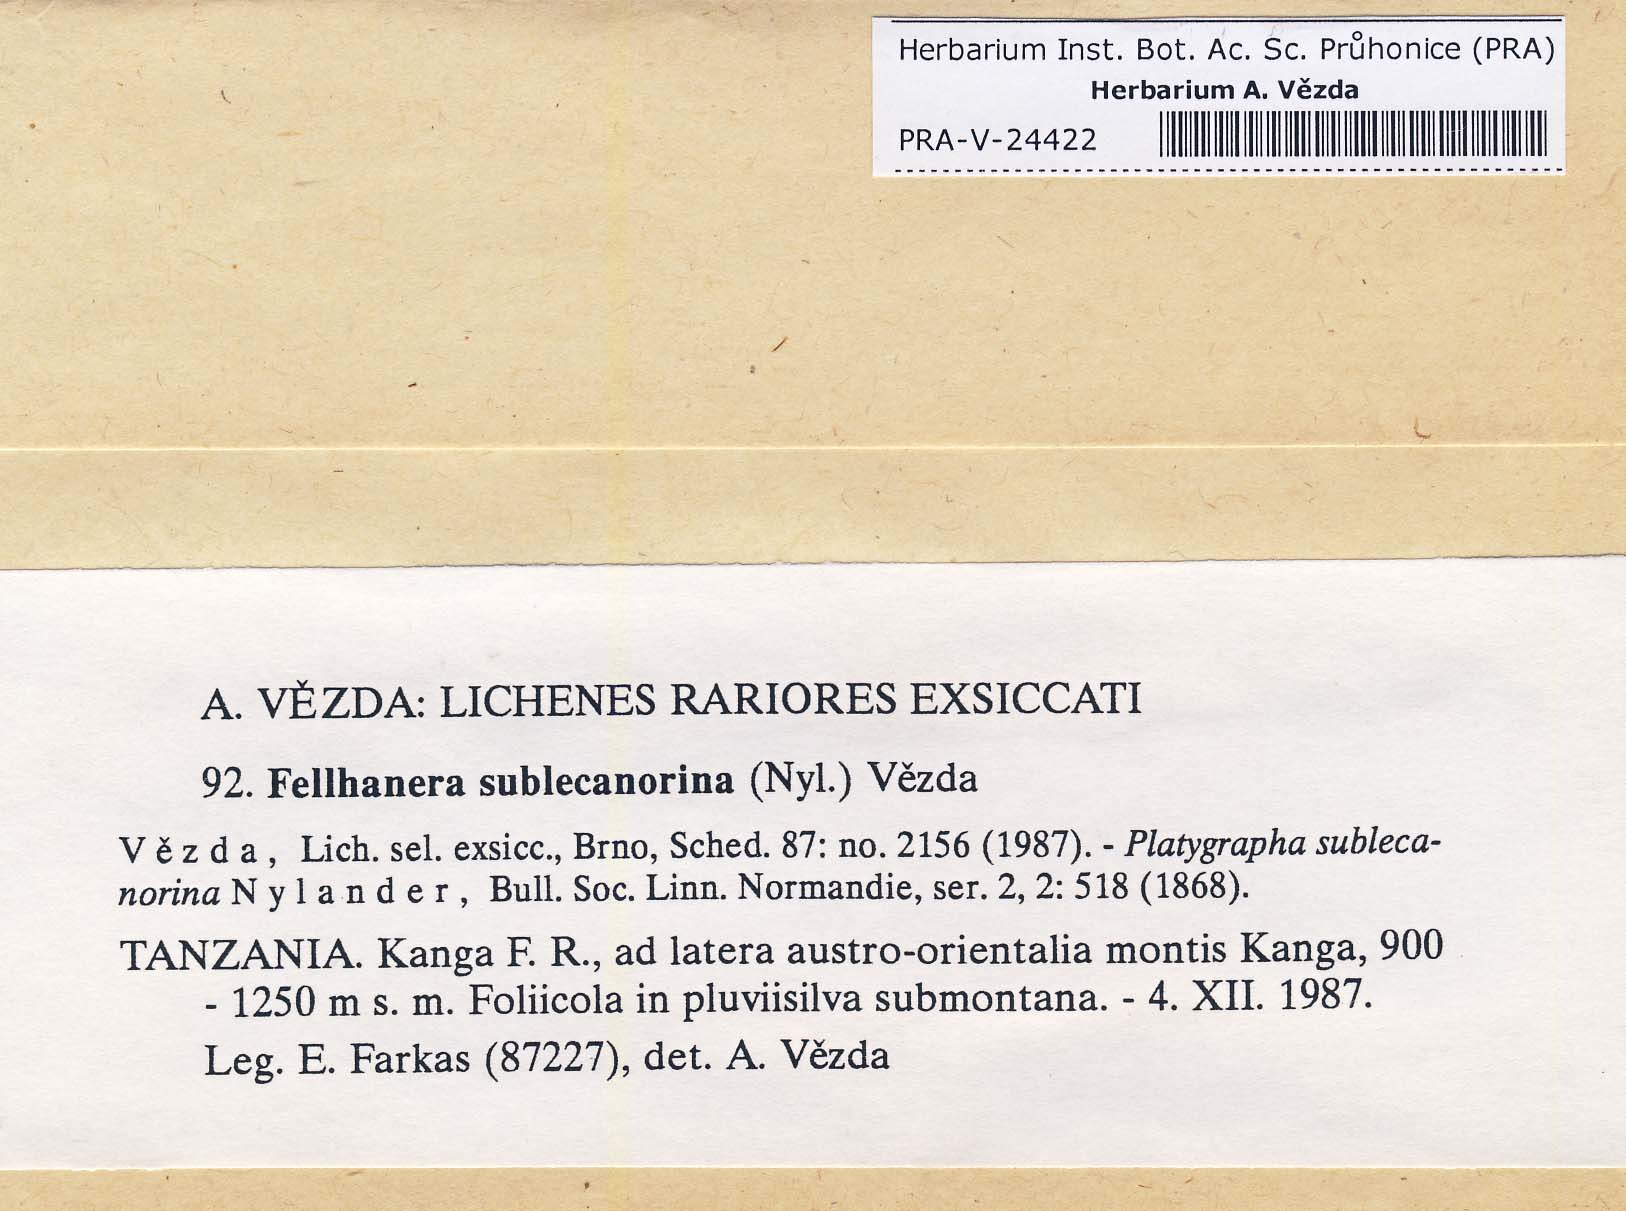 Herbarium Inst. Bot. Ac. Sc. Průhonice (PRA)
Herbarium A. Vězda
PRA-V-24422
A. VĚZDA: LICHENES RARIORES EXSICCATI
92. Fellhanera sublecanorina (Nyl.) Vězda
Vězda, Lich. sel. exsicc., Brno, Sched. 87: no. 2156 (1987). - Platygrapha subleca-
norina Nylander, Bull. Soc. Linn. Normandie, ser. 2, 2: 518 (1868).
TANZANIA. Kanga F. R., ad latera austro-orientalia montis Kanga, 900
- 1250 m s. m. Foliicola in pluviisilva submontana. - 4. XII. 1987.
Leg. E. Farkas (87227), det. A. Vězda